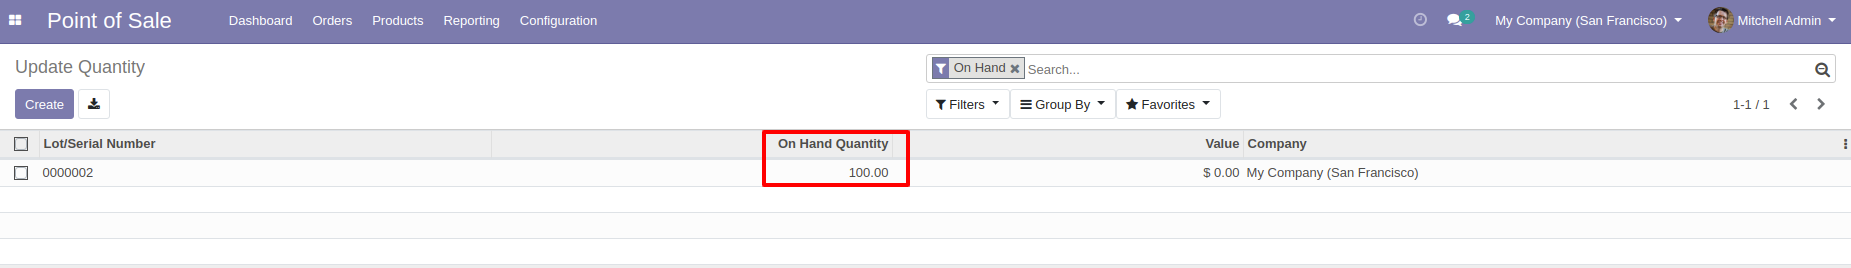 Point of Sale Dashboard Orders Products Reporting Configuration 2 My Company (San Francisco) Mitchell Admin
Update Quantity On Hand Search...
Create Filters Group By Favorites 1-1 / 1
Lot/Serial Number On Hand Quantity Value Company
0000002 100.00 $ 0.00 My Company (San Francisco)